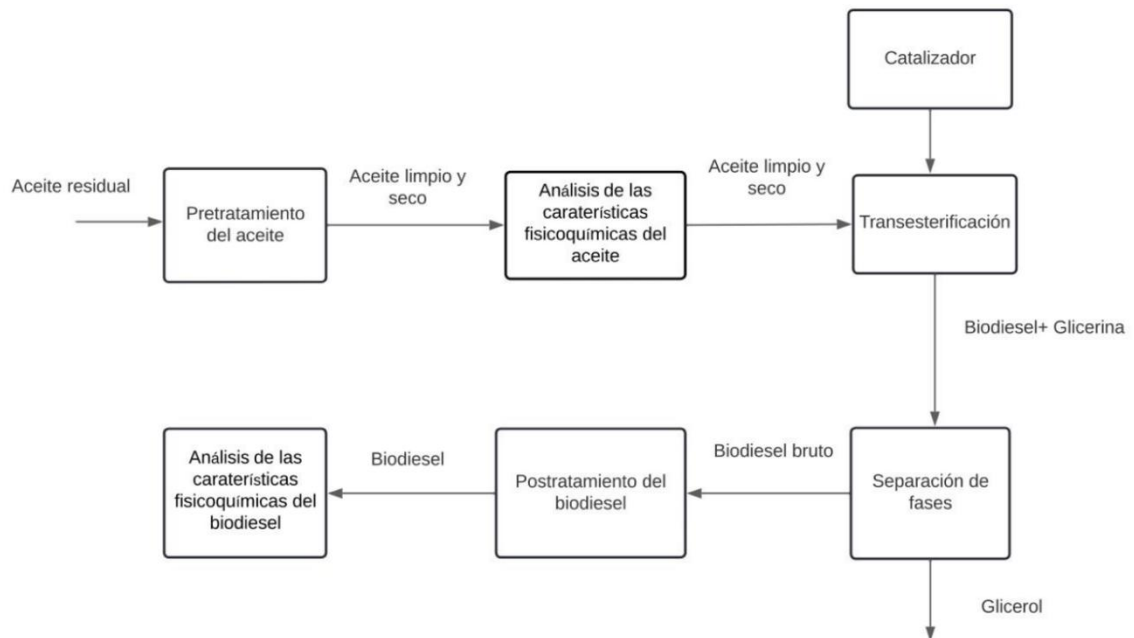 Catalizador
Aceite residual
Pretratamiento
del aceite
Aceite limpio y
seco
Análisis de las
caraterísticas
fisicoquímicas del
aceite
Aceite limpio y
seco
Transesterificación
Biodiesel+ Glicerina
Análisis de las
caraterísticas
fisicoquímicas del
biodiesel
Biodiesel
Postratamiento del
biodiesel
Biodiesel bruto
Separación de
fases
Glicerol